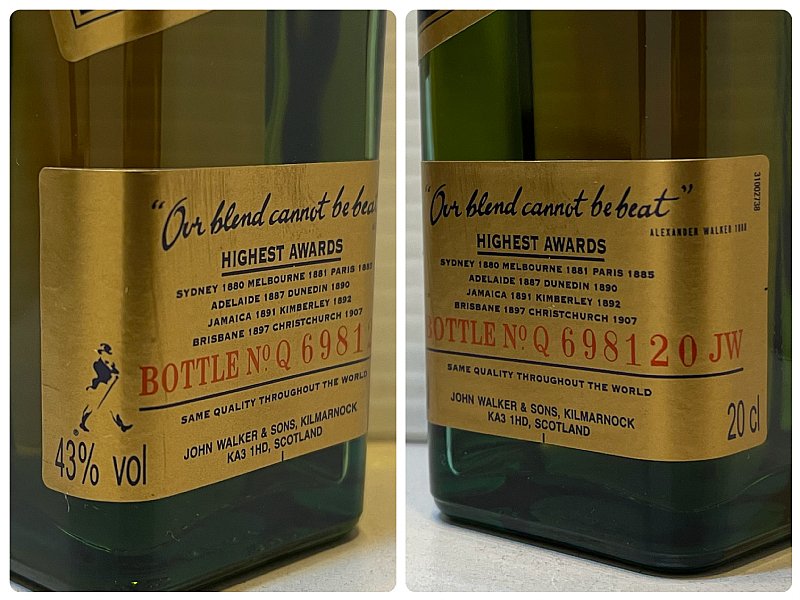 "Our blend cannot be bea
HIGHEST AWARDS
SYDNEY 1880 MELBOURNE 1881 PARIS 1885
ADELAIDE 1887 DUNEDIN 1890
JAMAICA 1891 KIMBERLEY 1892
BRISBANE 1897 CHRISTCHURCH 1907
BOTTLE Nº Q 6981
SAME QUALITY THROUGHOUT THE WORLD
JOHN WALKER & SONS, KILMARNOCK
KA3 1HD, SCOTLAND
43% vol
"Our blend cannot be beat"
ALEXANDER WALKER 1888
31002738
HIGHEST AWARDS
SYDNEY 1880 MELBOURNE 1881 PARIS 1885
ADELAIDE 1887 DUNEDIN 1890
JAMAICA 1891 KIMBERLEY 1892
BRISBANE 1897 CHRISTCHURCH 1907
BOTTLE Nº Q 698120 JW
SAME QUALITY THROUGHOUT THE WORLD
JOHN WALKER & SONS, KILMARNOCK
KA3 1HD, SCOTLAND
20 cl